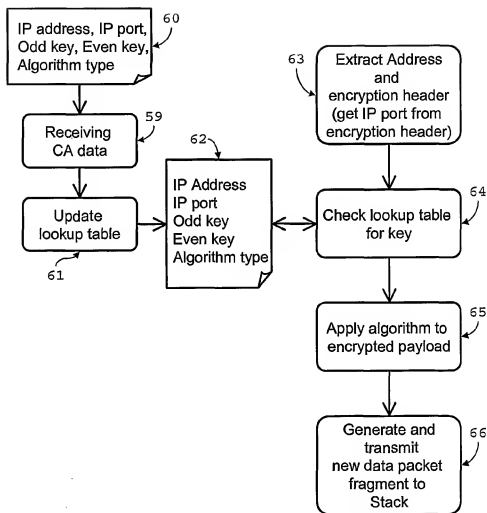 60
IP address, IP port,
Odd key, Even key,
Algorithm type
59
Receiving
CA data
Update
lookup table
61
62
IP Address
IP port
Odd key
Even key
Algorithm type
63
Extract Address
and
encryption header
(get IP port from
encryption header)
64
Check lookup table
for key
65
Apply algorithm to
encrypted payload
66
Generate and
transmit
new data packet
fragment to
Stack